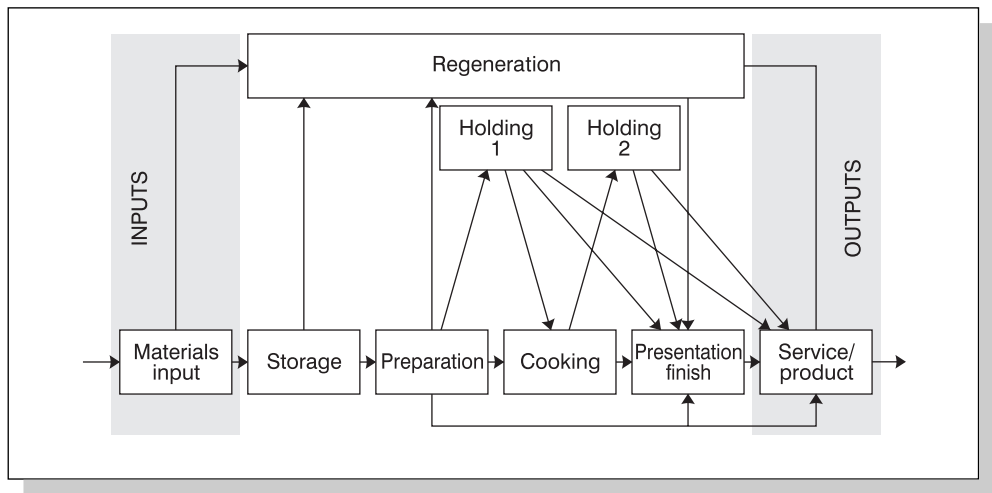 Regeneration
Holding
1
Holding
2
INPUTS
OUTPUTS
Materials
input
Storage
Preparation
Cooking
Presentation
finish
Service/
product